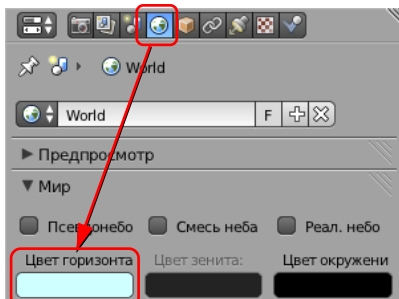 World
World F
Предпросмотр
Мир
Псевдонебо Смесь неба Реал. небо
Цвет горизонта Цвет зенита: Цвет окружени